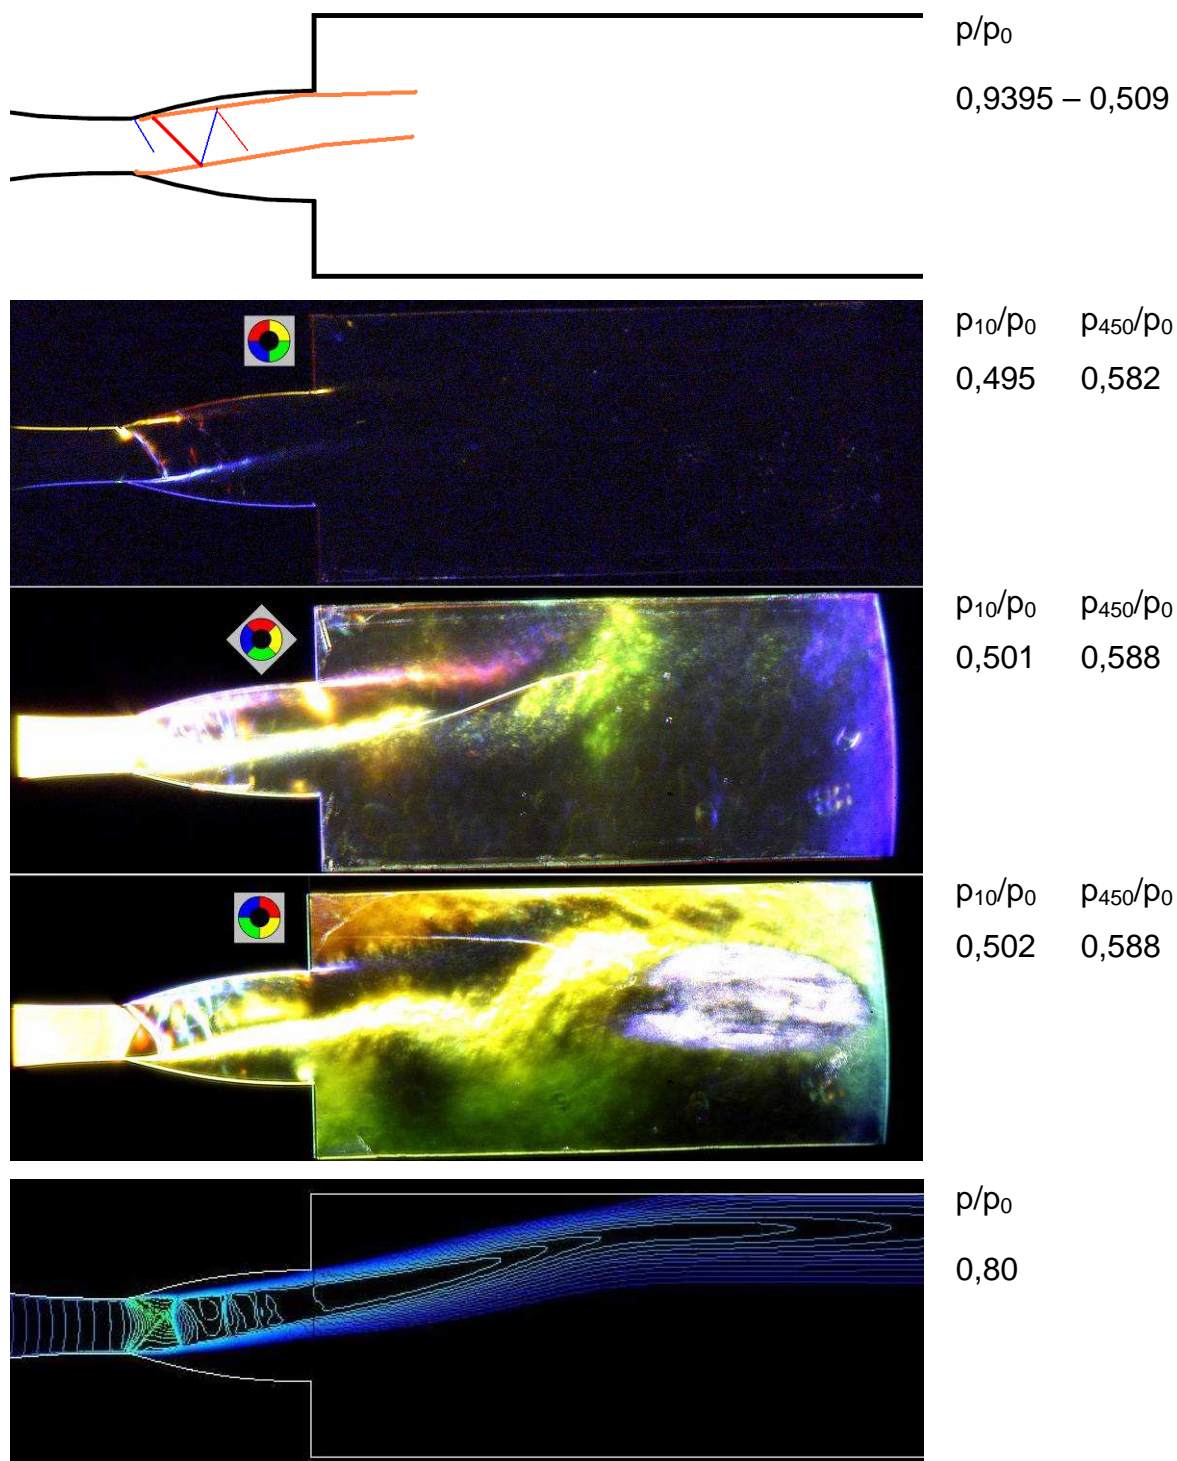 p/p₀
0,9395 – 0,509
p₁₀/p₀ p₄₅₀/p₀
0,495 0,582
p₁₀/p₀ p₄₅₀/p₀
0,501 0,588
p₁₀/p₀ p₄₅₀/p₀
0,502 0,588
p/p₀
0,80